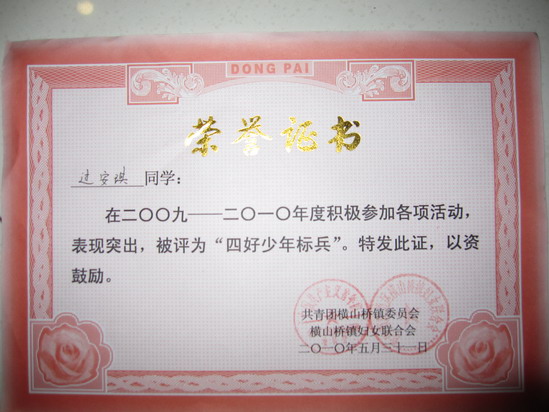 DONG PAI
荣誉证书
安琪 同学:
在二〇〇九——二〇一〇年度积极参加各项活动,
表现突出，被评为“四好少年标兵”。特发此证，以资
鼓励。
共青团横山桥镇委员会
横山桥镇妇女联合会
二〇一〇年五月三十一日